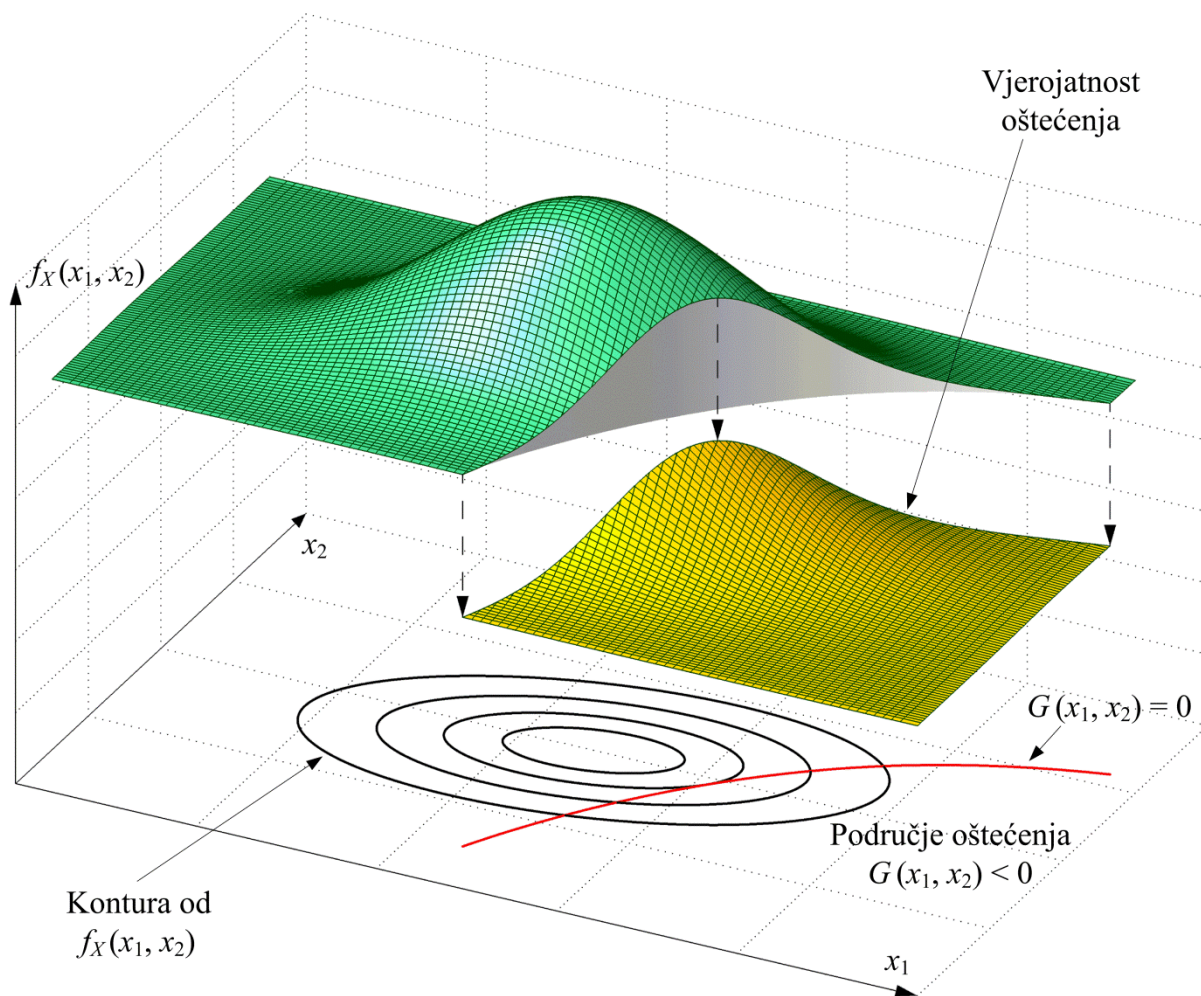 Vjerojatnost
oštećenja
f_X(x₁, x₂)
x₂
G(x₁, x₂) = 0
Područje oštećenja
G(x₁, x₂) < 0
Kontura od
f_X(x₁, x₂)
x₁